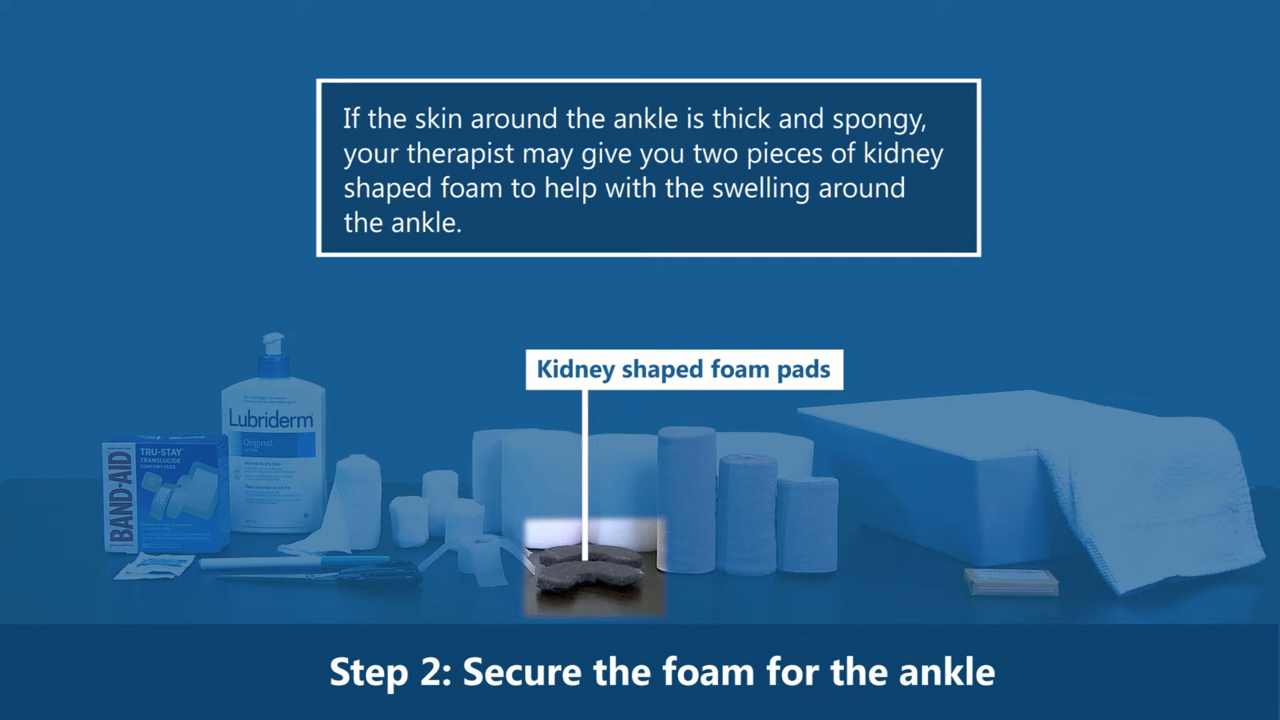 If the skin around the ankle is thick and spongy,
your therapist may give you two pieces of kidney
shaped foam to help with the swelling around
the ankle.
Kidney shaped foam pads
Lubriderm
Original
BAND-AID
TRU-STAY
TRANSLUCIDE
COMFORT-FLEX
Step 2: Secure the foam for the ankle